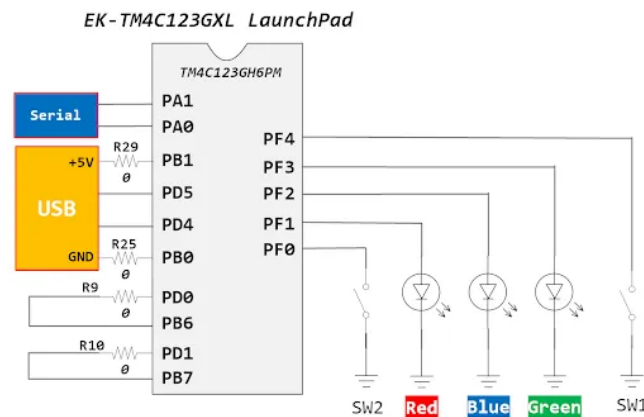 EK-TM4C123GXL LaunchPad
TM4C123GH6PM
Serial
PA1
PA0
R29
+5V
0
PB1
USB
PD5
PD4
GND
R25
0
PB0
R9
0
PD0
PB6
R10
0
PD1
PB7
PF4
PF3
PF2
PF1
PF0
SW2
Red
Blue
Green
SW1